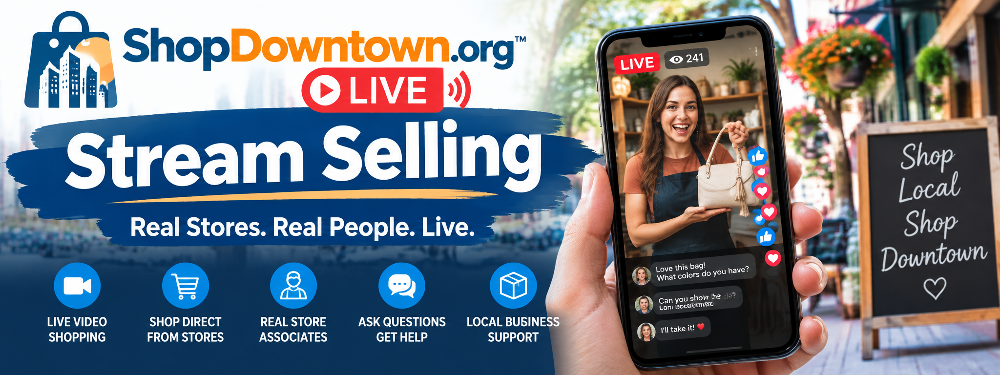 ShopDowntown.org™
LIVE
Stream Selling
Real Stores. Real People. Live.
LIVE VIDEO
SHOPPING
SHOP DIRECT
FROM STORES
REAL STORE
ASSOCIATES
ASK QUESTIONS
GET HELP
LOCAL BUSINESS
SUPPORT
LIVE
241
Love this bag!
What colors do you have?
Can you show
I'll take it! ❤️
Shop
Local
Shop
Downtown